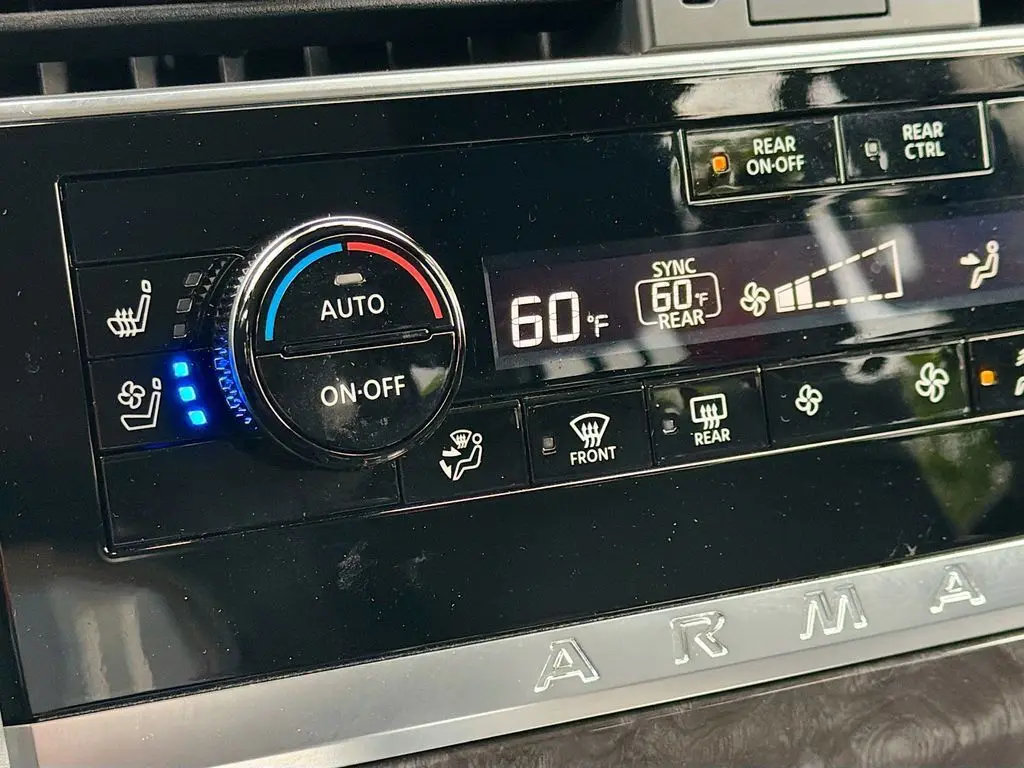 REAR
ON·OFF
REAR
CTRL
AUTO
ON·OFF
60°F
SYNC
60°F
REAR
FRONT
REAR
ARMA